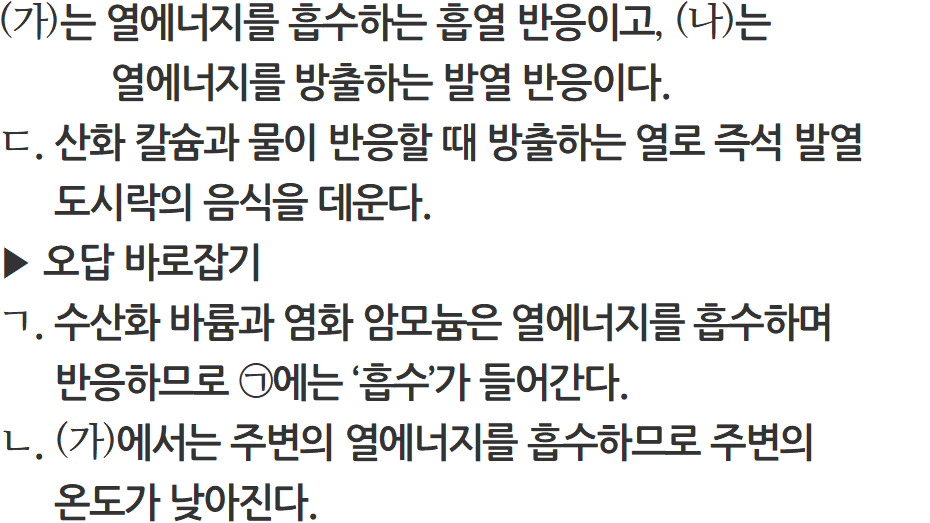 (가)는 열에너지를 흡수하는 흡열 반응이고, (나)는
열에너지를 방출하는 발열 반응이다.
ㄷ. 산화 칼슘과 물이 반응할 때 방출하는 열로 즉석 발열
도시락의 음식을 데운다.
▶ 오답 바로잡기
ㄱ. 수산화 바륨과 염화 암모늄은 열에너지를 흡수하며
반응하므로 ㉠에는 ‘흡수’가 들어간다.
ㄴ. (가)에서는 주변의 열에너지를 흡수하므로 주변의
온도가 낮아진다.